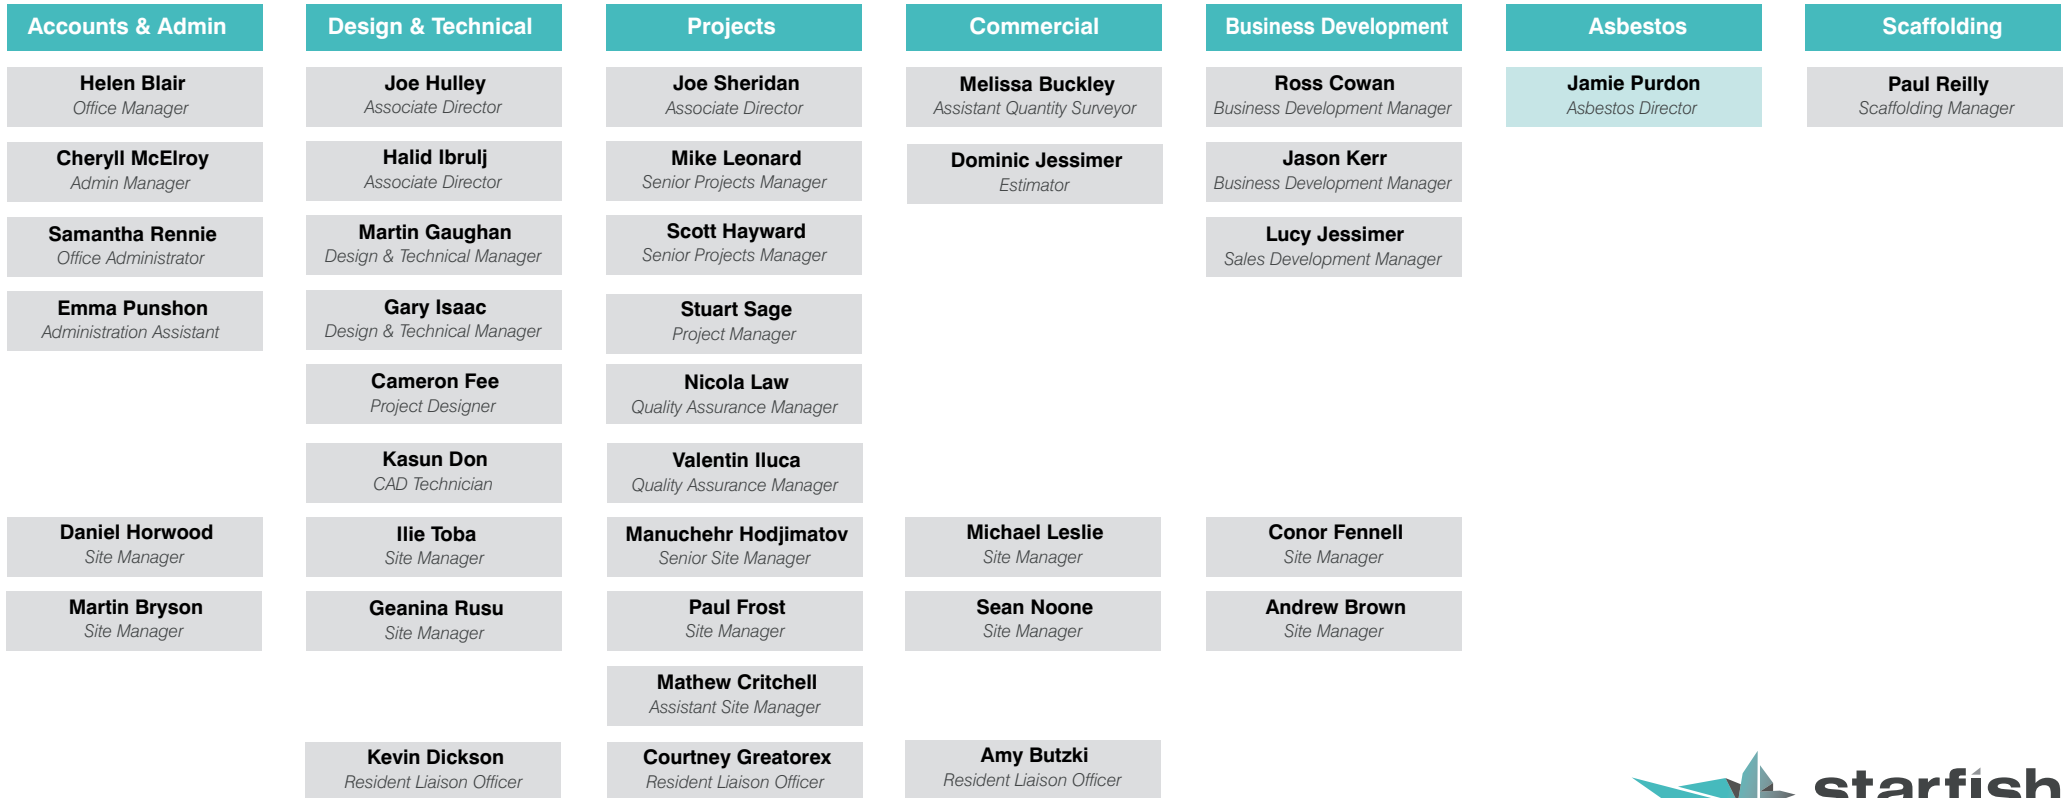 Accounts & Admin
Helen Blair
Office Manager
Cheryll McElroy
Admin Manager
Samantha Rennie
Office Administrator
Emma Punshon
Administration Assistant
Daniel Horwood
Site Manager
Martin Bryson
Site Manager
Design & Technical
Joe Hulley
Associate Director
Halid Ibrulj
Associate Director
Martin Gaughan
Design & Technical Manager
Gary Isaac
Design & Technical Manager
Cameron Fee
Project Designer
Kasun Don
CAD Technician
Ilie Toba
Site Manager
Geanina Rusu
Site Manager
Kevin Dickson
Resident Liaison Officer
Projects
Joe Sheridan
Associate Director
Mike Leonard
Senior Projects Manager
Scott Hayward
Senior Projects Manager
Stuart Sage
Project Manager
Nicola Law
Quality Assurance Manager
Valentin Iluca
Quality Assurance Manager
Manuchehr Hodjimatov
Senior Site Manager
Paul Frost
Site Manager
Mathew Critchell
Assistant Site Manager
Courtney Greatorex
Resident Liaison Officer
Commercial
Melissa Buckley
Assistant Quantity Surveyor
Dominic Jessimer
Estimator
Michael Leslie
Site Manager
Sean Noone
Site Manager
Amy Butzki
Resident Liaison Officer
Business Development
Ross Cowan
Business Development Manager
Jason Kerr
Business Development Manager
Lucy Jessimer
Sales Development Manager
Conor Fennell
Site Manager
Andrew Brown
Site Manager
Asbestos
Jamie Purdon
Asbestos Director
Scaffolding
Paul Reilly
Scaffolding Manager
starfish